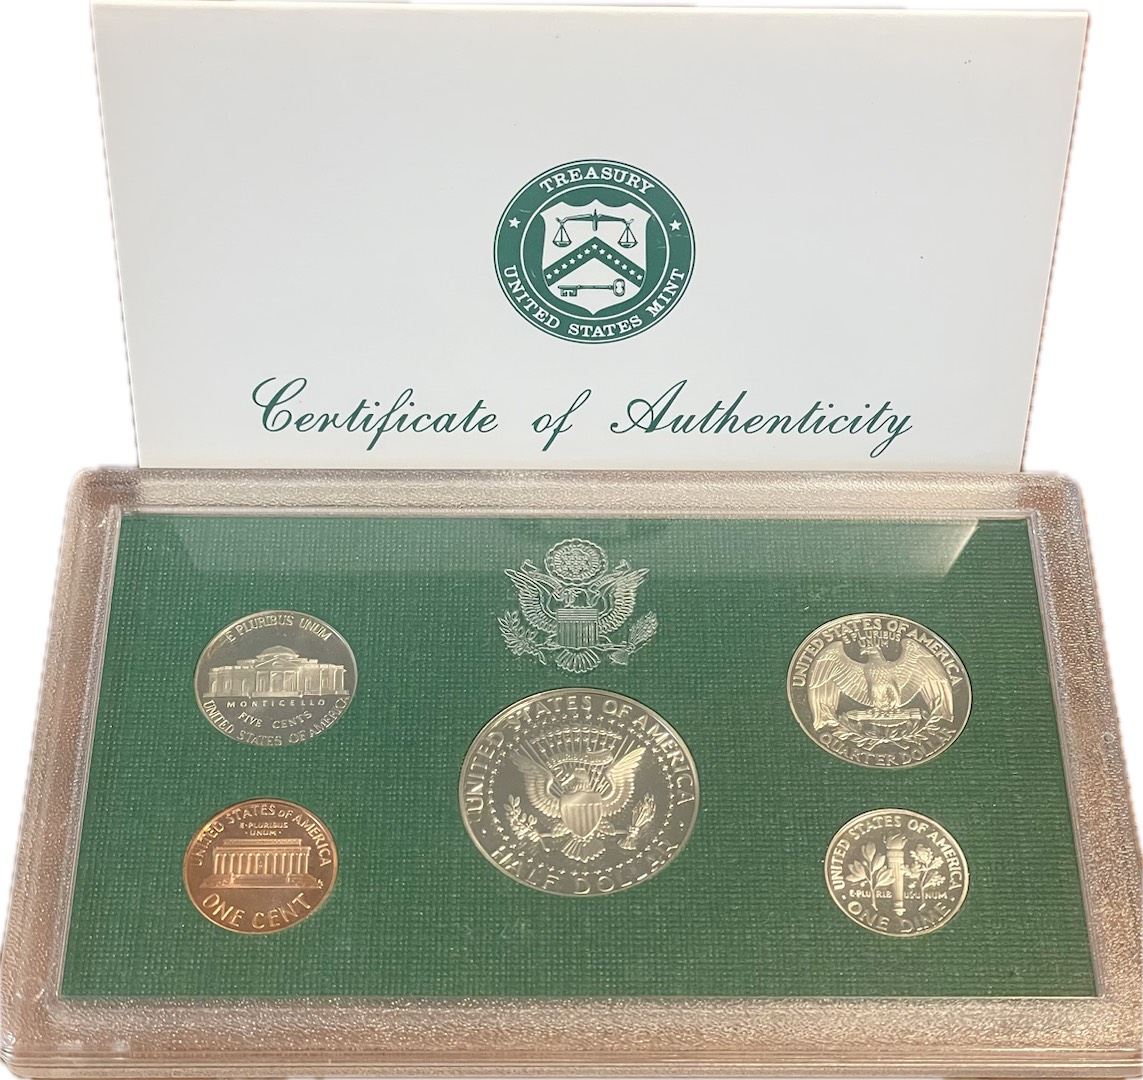 TREASURY
UNITED STATES MINT
Certificate of Authenticity
E PLURIBUS UNUM
MONTICELLO
FIVE CENTS
UNITED STATES OF AMERICA
UNITED STATES OF AMERICA
E PLURIBUS
UNUM
QUARTER DOLLAR
UNITED STATES OF AMERICA
HALF DOLLAR
UNITED STATES OF AMERICA
E·PLURIBUS
·UNUM·
ONE CENT
UNITED STATES OF AMERICA
E·PLURIBUS UNUM
·ONE DIME·